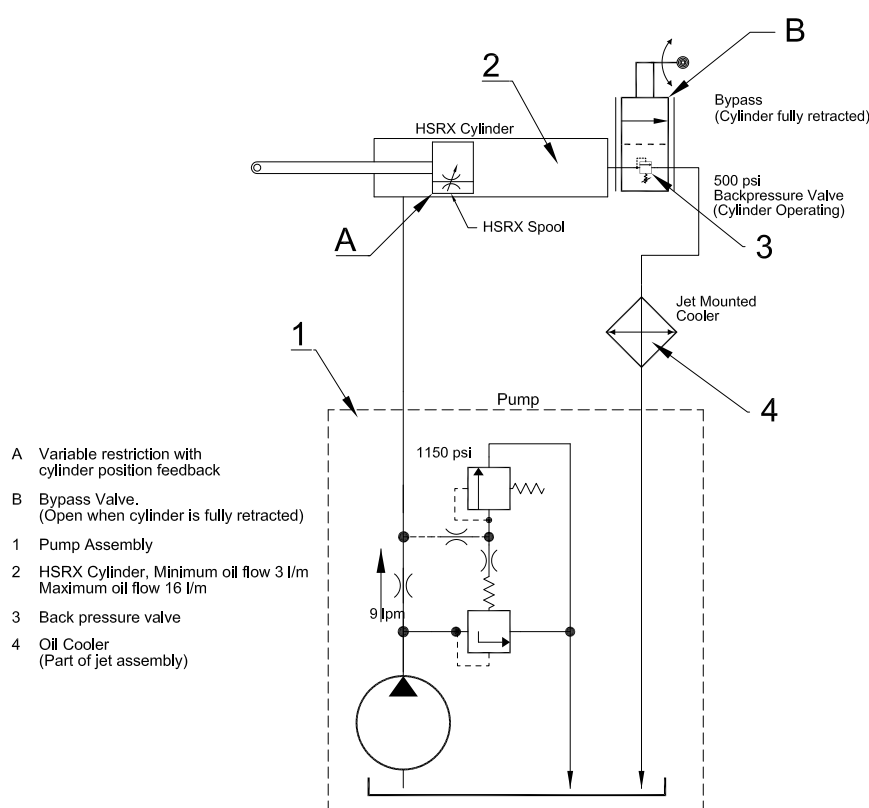 B
2
Bypass
(Cylinder fully retracted)
HSRX Cylinder
500 psi
Backpressure Valve
(Cylinder Operating)
A
HSRX Spool
3
Jet Mounted
Cooler
1
Pump
4
1150 psi
9 lpm
A Variable restriction with
cylinder position feedback
B Bypass Valve.
(Open when cylinder is fully retracted)
1 Pump Assembly
2 HSRX Cylinder, Minimum oil flow 3 l/m
Maximum oil flow 16 l/m
3 Back pressure valve
4 Oil Cooler
(Part of jet assembly)